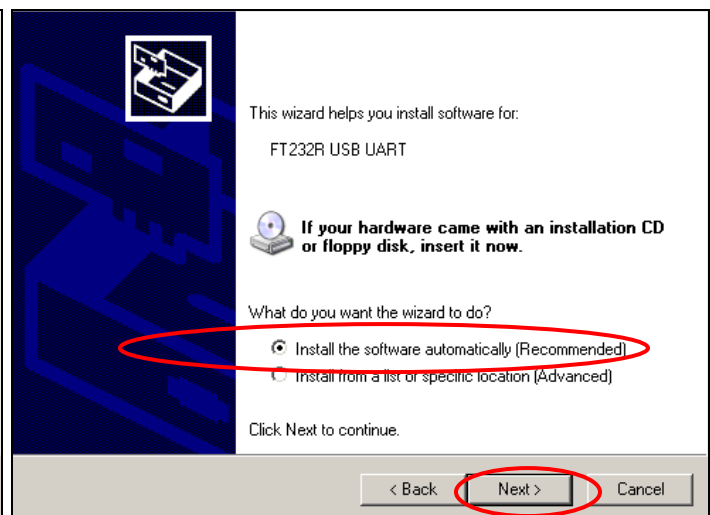 This wizard helps you install software for:
FT232R USB UART
If your hardware came with an installation CD
or floppy disk, insert it now.
What do you want the wizard to do?
Install the software automatically (Recommended)
Install from a list or specific location (Advanced)
Click Next to continue.
< Back Next > Cancel